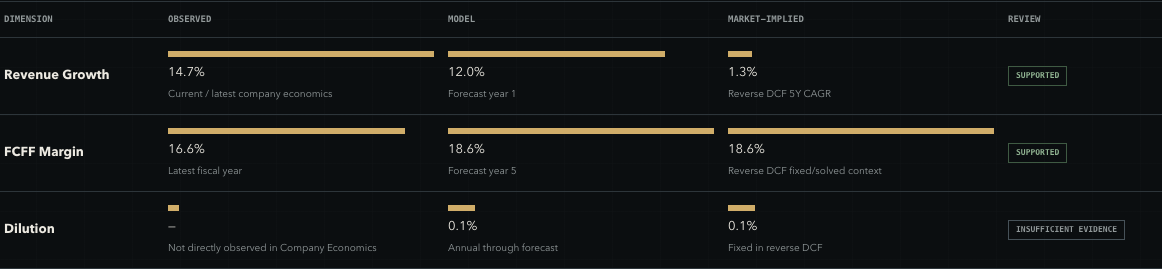 DIMENSION OBSERVED MODEL MARKET-IMPLIED REVIEW
Revenue Growth 14.7% 12.0% 1.3% SUPPORTED
Current / latest company economics Forecast year 1 Reverse DCF 5Y CAGR
FCFF Margin 16.6% 18.6% 18.6% SUPPORTED
Latest fiscal year Forecast year 5 Reverse DCF fixed/solved context
Dilution — 0.1% 0.1% INSUFFICIENT EVIDENCE
Not directly observed in Company Economics Annual through forecast Fixed in reverse DCF